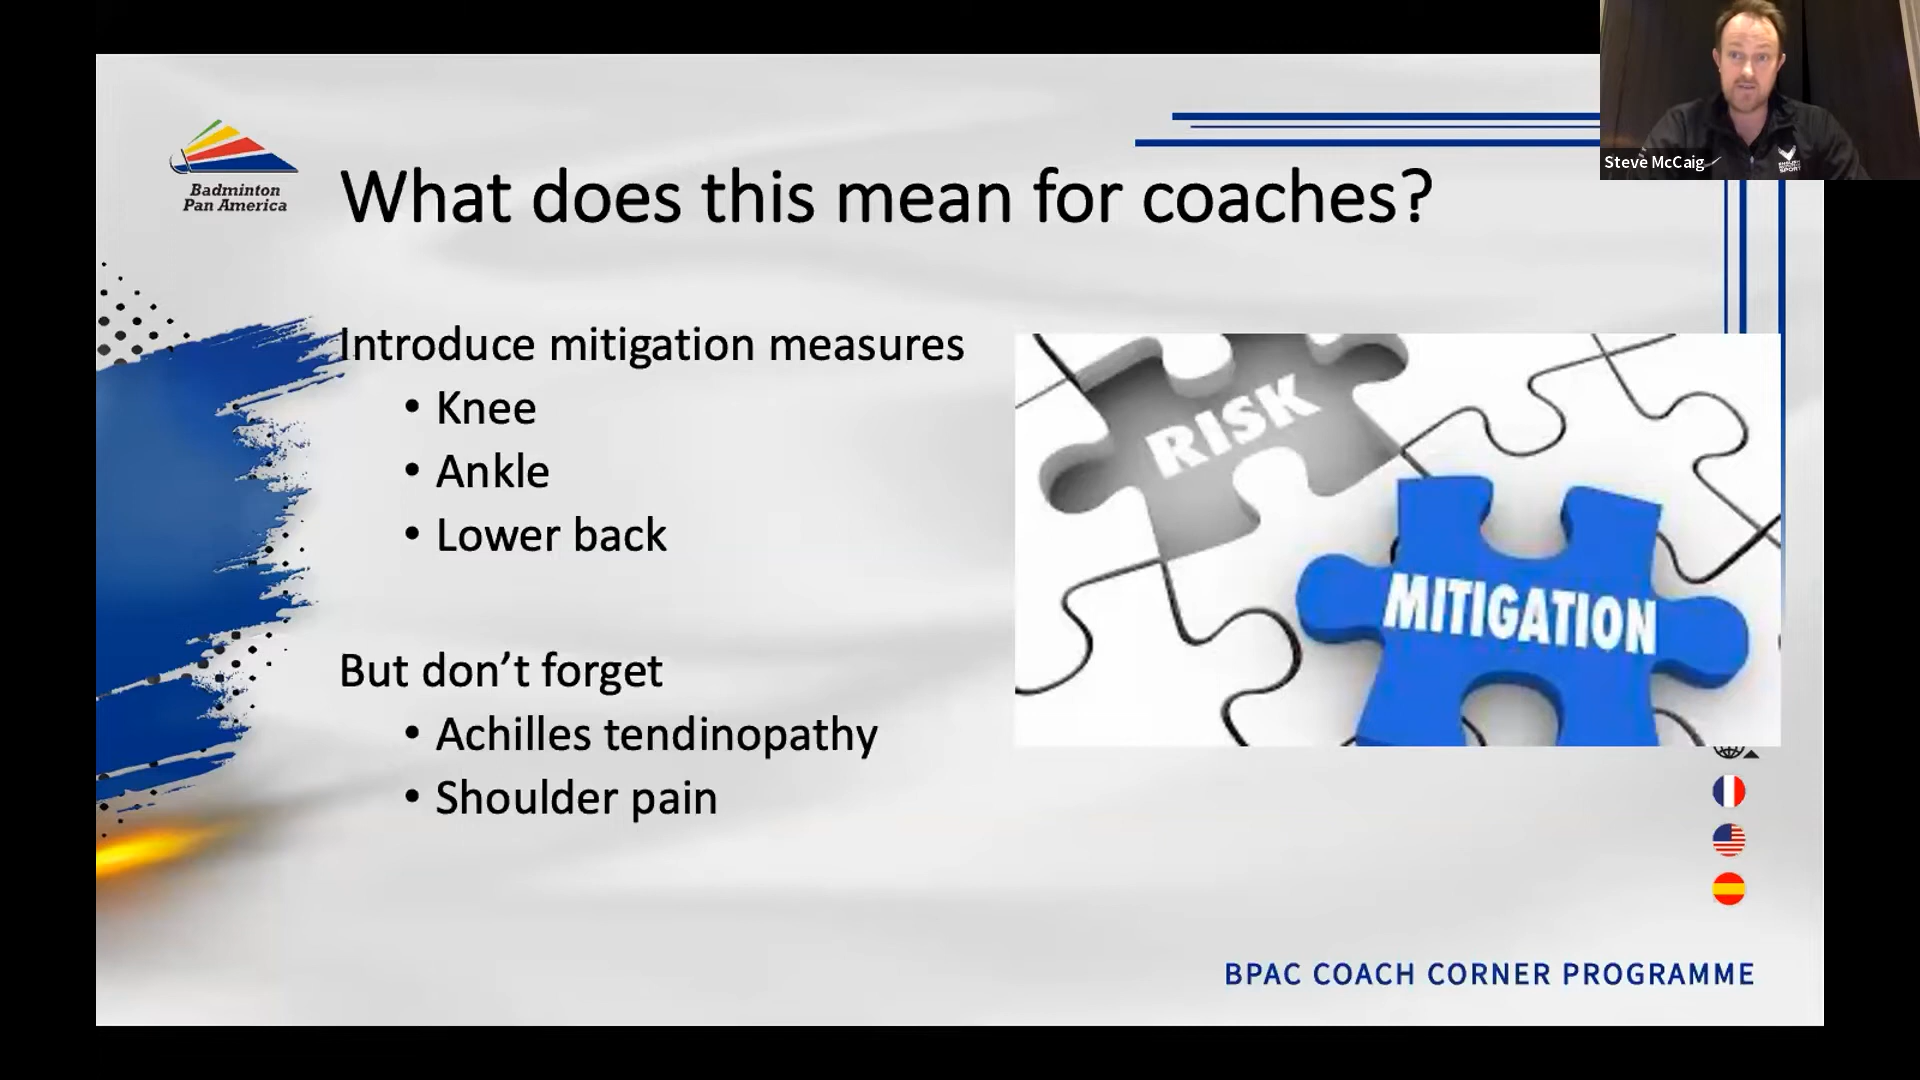 Badminton
Pan America
What does this mean for coaches?
Steve McCaig
Introduce mitigation measures
• Knee
• Ankle
• Lower back
But don’t forget
• Achilles tendinopathy
• Shoulder pain
RISK
MITIGATION
BPAC COACH CORNER PROGRAMME